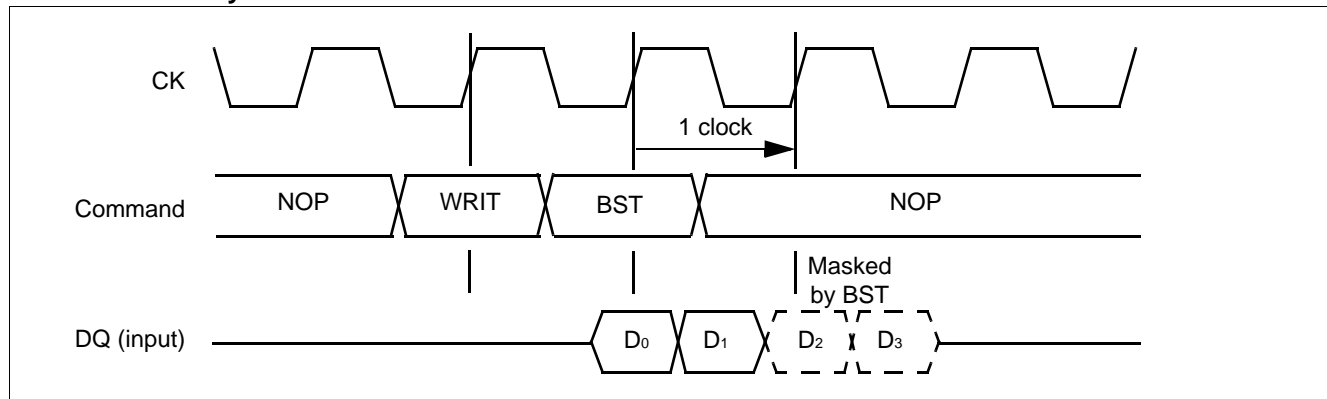 CK
1 clock
Command NOP WRIT BST NOP
Masked
by BST
DQ (input) D0 D1 D2 D3